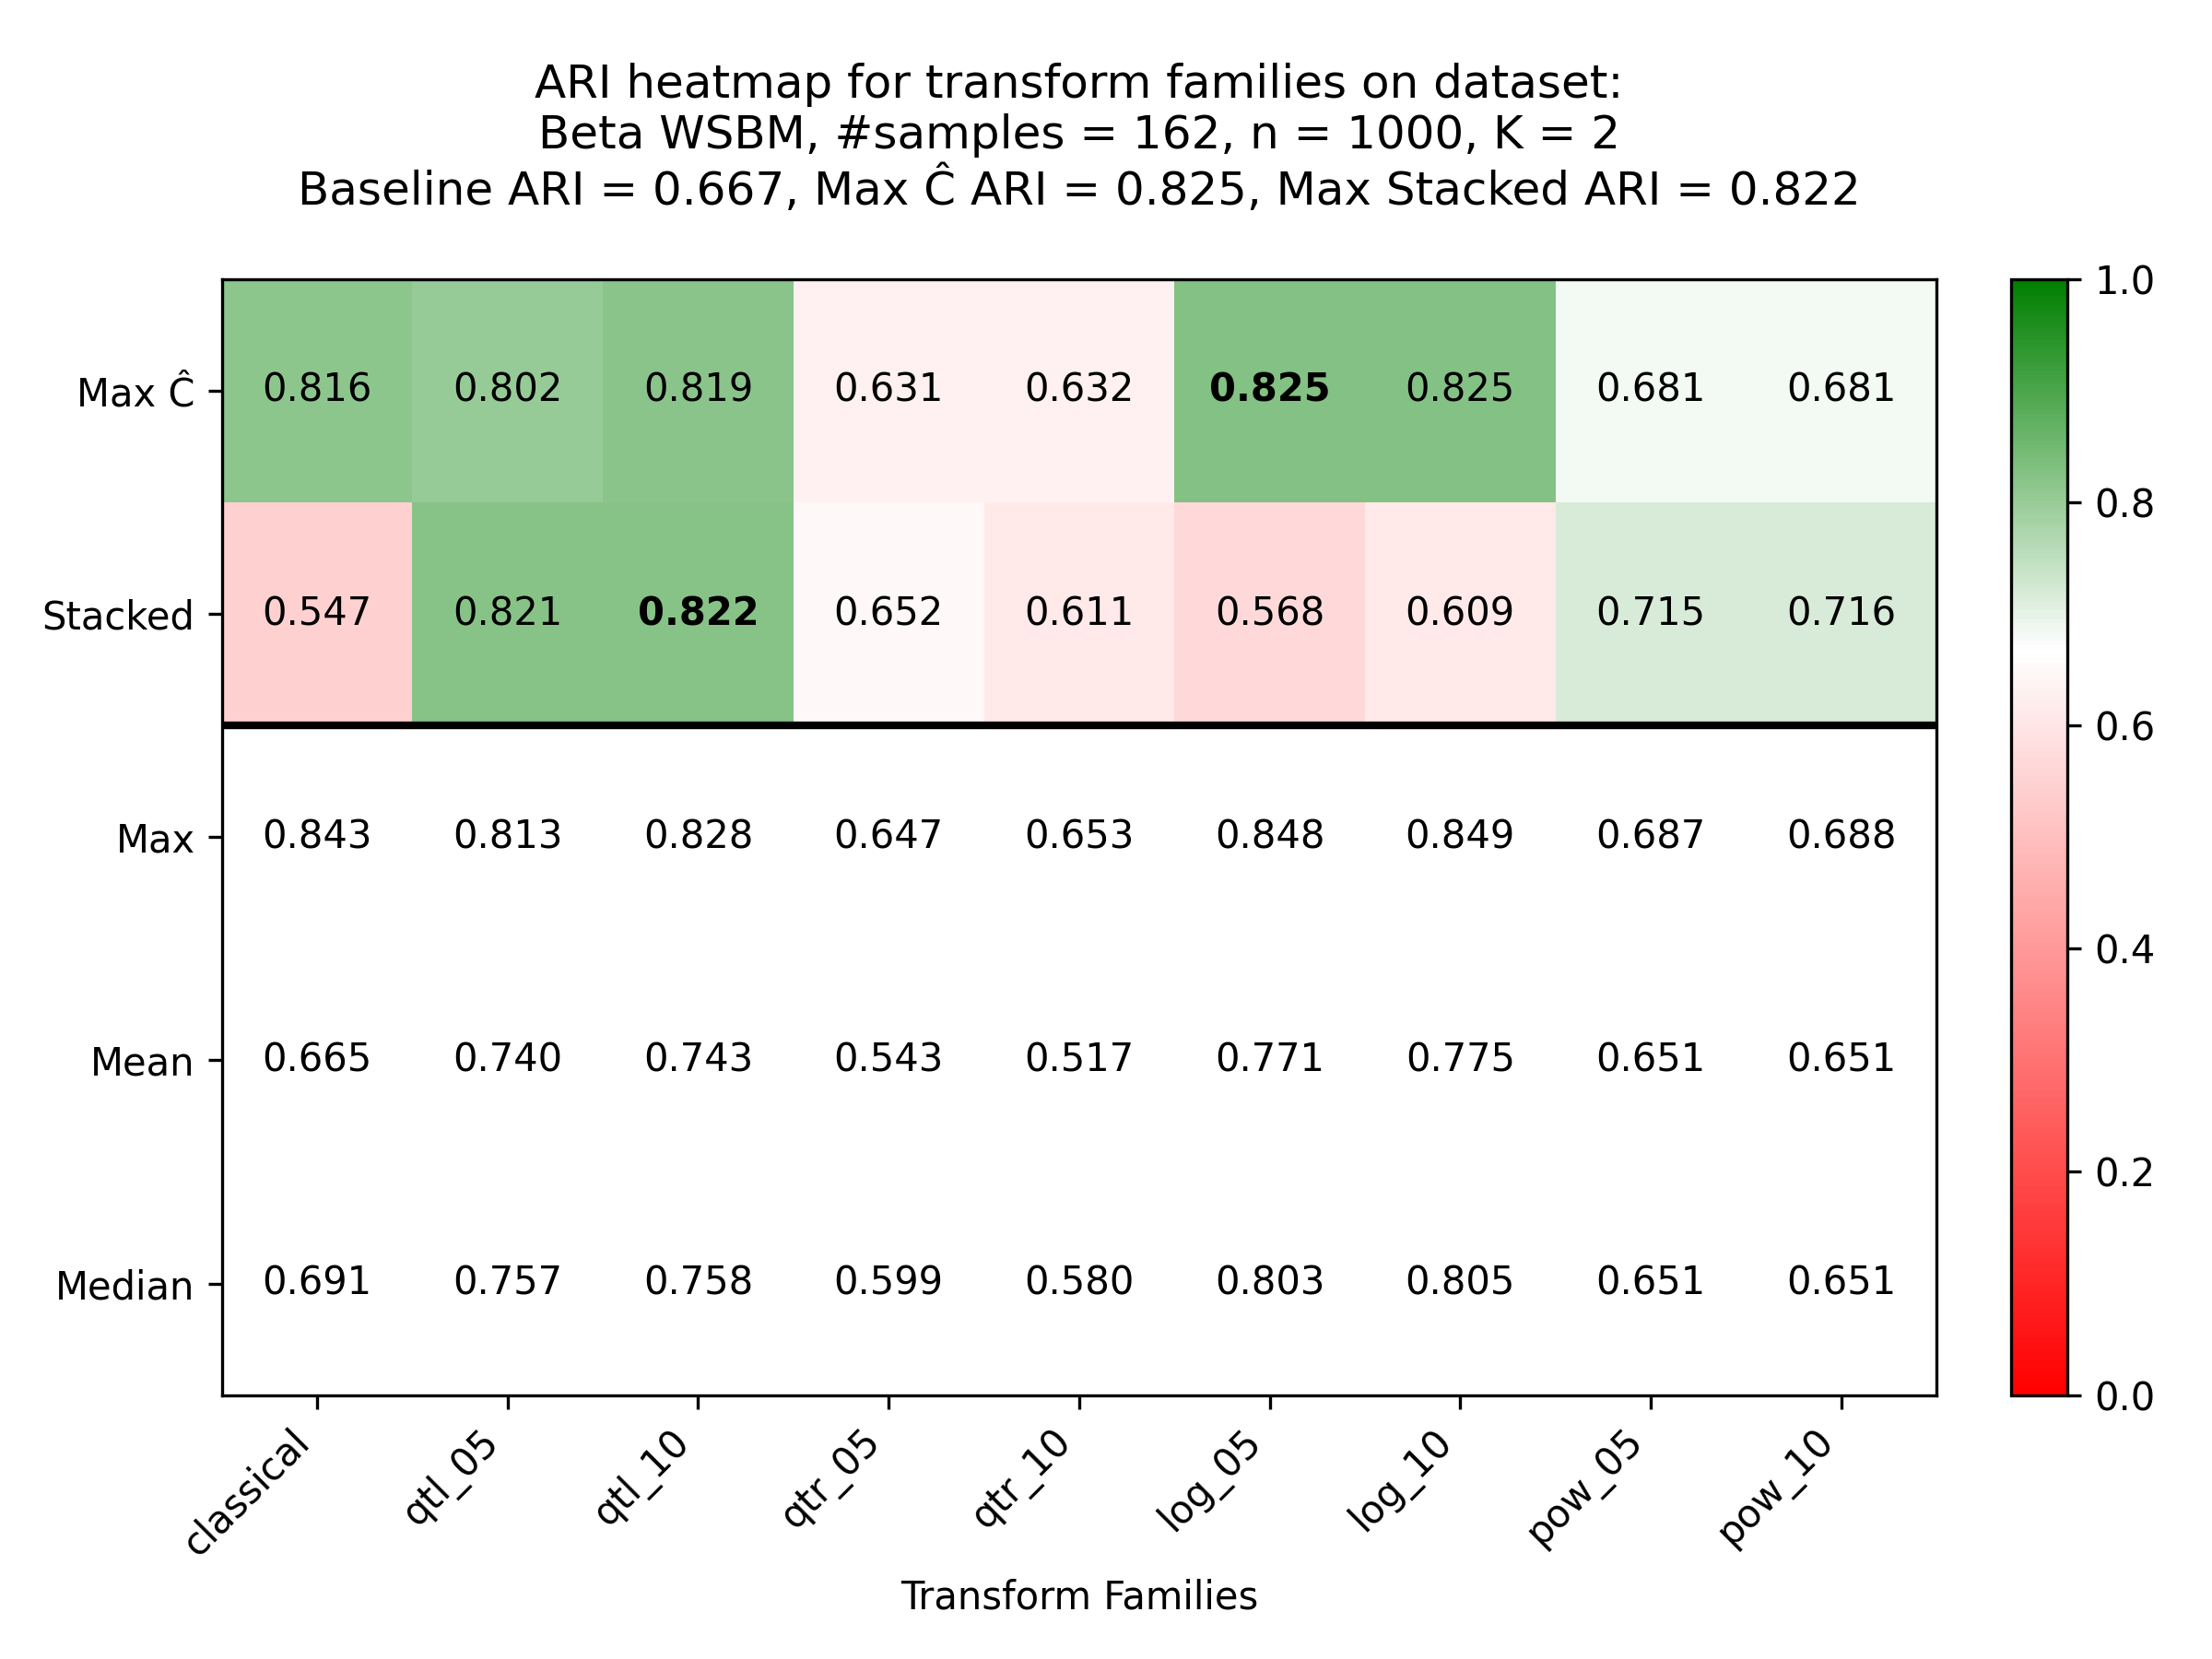 ARI heatmap for transform families on dataset:
Beta WSBM, #samples = 162, n = 1000, K = 2
Baseline ARI = 0.667, Max Ĉ ARI = 0.825, Max Stacked ARI = 0.822
Max Ĉ 0.816 0.802 0.819 0.631 0.632 0.825 0.825 0.681 0.681
Stacked 0.547 0.821 0.822 0.652 0.611 0.568 0.609 0.715 0.716
Max 0.843 0.813 0.828 0.647 0.653 0.848 0.849 0.687 0.688
Mean 0.665 0.740 0.743 0.543 0.517 0.771 0.775 0.651 0.651
Median 0.691 0.757 0.758 0.599 0.580 0.803 0.805 0.651 0.651
classical qtl_05 qtl_10 qtr_05 qtr_10 log_05 log_10 pow_05 pow_10
Transform Families
1.0
0.8
0.6
0.4
0.2
0.0